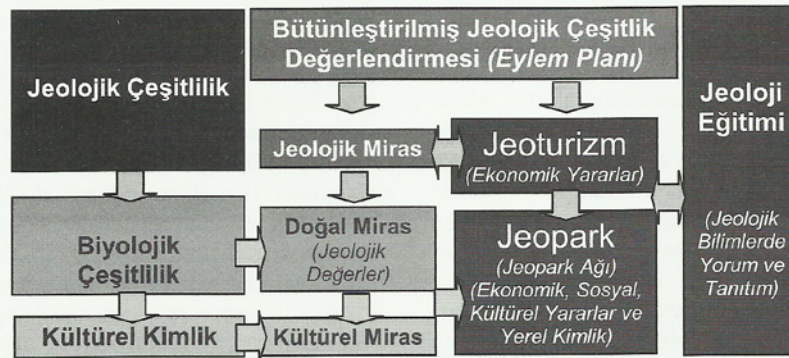 Bütünleştirilmiş Jeolojik Çeşitlik
Değerlendirmesi (Eylem Planı)
Jeolojik Çeşitlilik
Jeoloji
Eğitimi
(Jeolojik
Bilimlerde
Yorum ve
Tanıtım)
Jeolojik Miras
Jeoturizm
(Ekonomik Yararlar)
Biyolojik
Çeşitlilik
Doğal Miras
(Jeolojik
Değerler)
Jeopark
(Jeopark Ağı)
(Ekonomik, Sosyal,
Kültürel Yararlar ve
Yerel Kimlik)
Kültürel Kimlik
Kültürel Miras